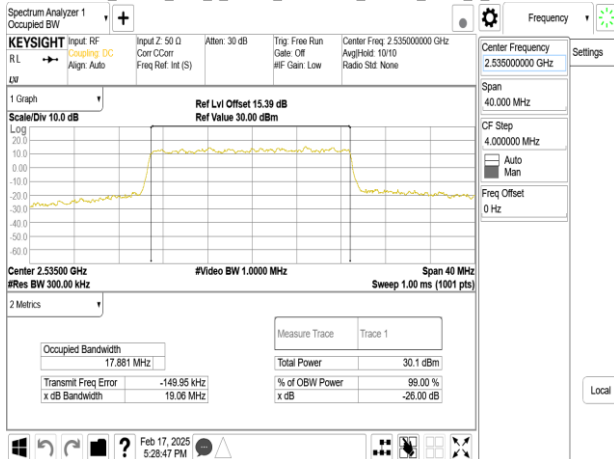 Spectrum Analyzer 1
Occupied BW
+
Frequency
KEYSIGHT
RL
LXI
Input: RF
Coupling: DC
Align: Auto
Input Z: 50 Ω
Corr CCorr
Freq Ref: Int (S)
Atten: 30 dB
Trig: Free Run
Gate: Off
#IF Gain: Low
Center Freq: 2.535000000 GHz
Avg|Hold: 10/10
Radio Std: None
Center Frequency
2.535000000 GHz
Settings
Span
40.000 MHz
CF Step
4.000000 MHz
Auto
Man
Freq Offset
0 Hz
Local
1 Graph
Scale/Div 10.0 dB
Ref Lvl Offset 15.39 dB
Ref Value 30.00 dBm
Log
20.0
10.0
0.00
-10.0
-20.0
-30.0
-40.0
-50.0
-60.0
Center 2.53500 GHz
#Res BW 300.00 kHz
#Video BW 1.0000 MHz
Span 40 MHz
Sweep 1.00 ms (1001 pts)
2 Metrics
Measure Trace Trace 1
Occupied Bandwidth
17.881 MHz
Total Power 30.1 dBm
Transmit Freq Error -149.95 kHz
% of OBW Power 99.00 %
x dB Bandwidth 19.06 MHz
x dB -26.00 dB
?
Feb 17, 2025
5:28:47 PM